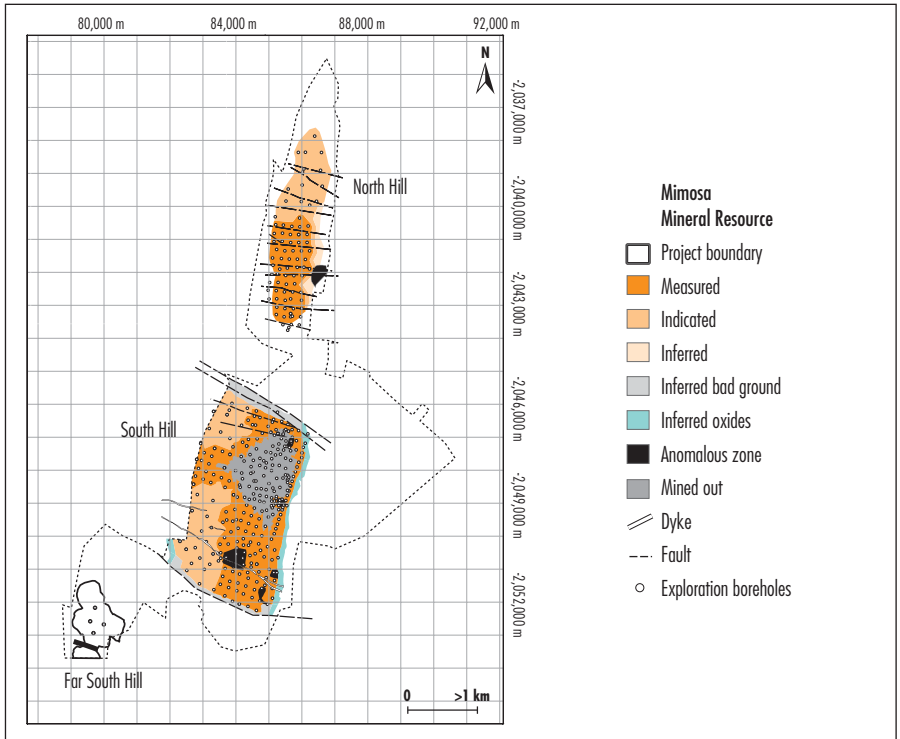 80,000 m
84,000 m
88,000 m
92,000 m
N
-2,037,000 m
North Hill
-2,040,000 m
-2,043,000 m
-2,046,000 m
South Hill
-2,049,000 m
-2,052,000 m
Far South Hill
0
>1 km
Mimosa
Mineral Resource
Project boundary
Measured
Indicated
Inferred
Inferred bad ground
Inferred oxides
Anomalous zone
Mined out
Dyke
Fault
Exploration boreholes